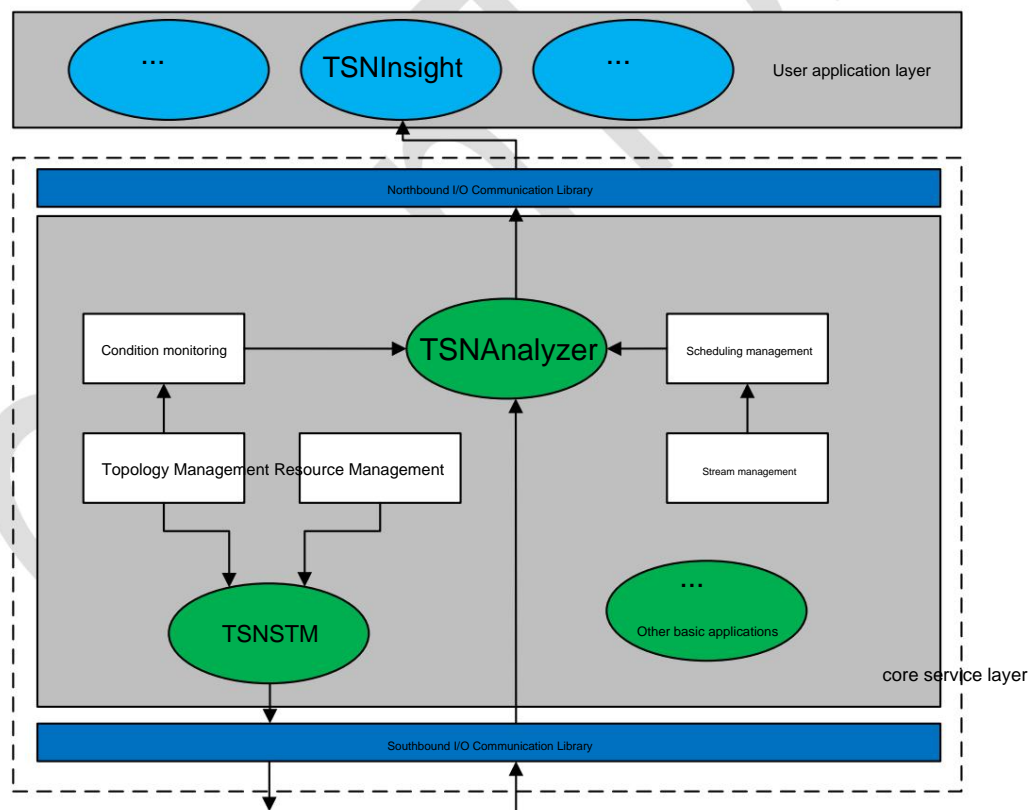 ...
TSNInsight
...
User application layer
Northbound I/O Communication Library
TSNAnalyzer
Condition monitoring
Scheduling management
Topology Management Resource Management
Stream management
...
Other basic applications
TSNSTM
core service layer
Southbound I/O Communication Library